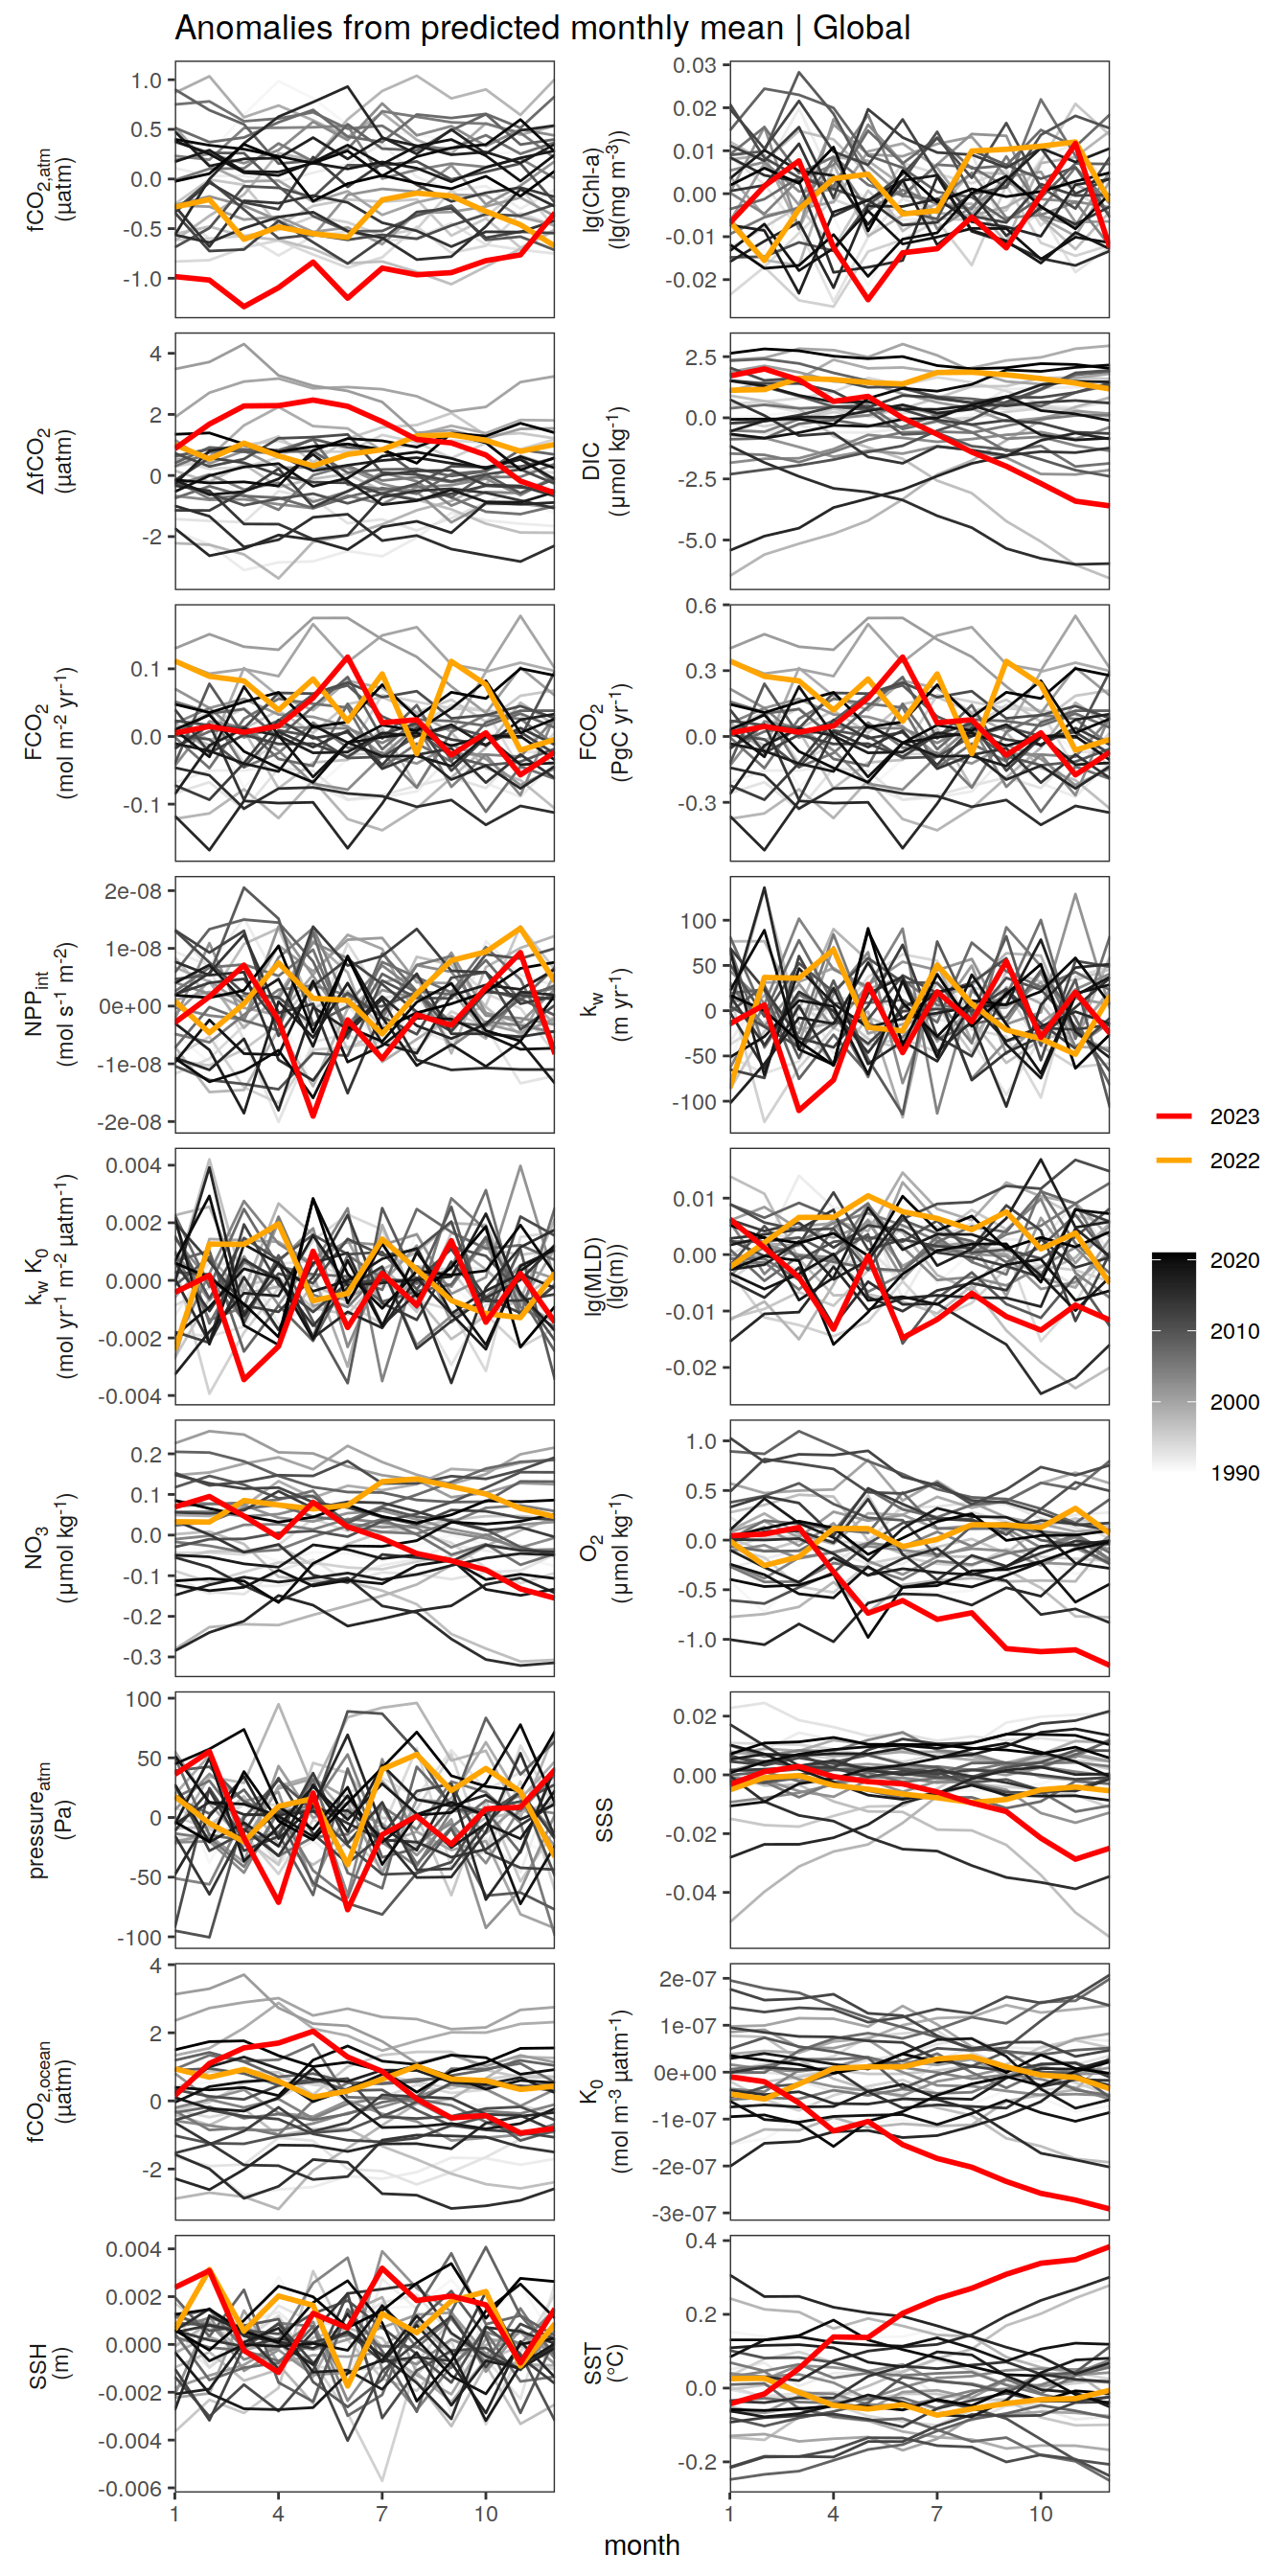 Anomalies from predicted monthly mean | Global
fCO2,atm
(µatm)
1.0
0.5
0.0
-0.5
-1.0
lg(Chl-a)
(lg(mg m-3))
0.03
0.02
0.01
0.00
-0.01
-0.02
ΔfCO2
(µatm)
4
2
0
-2
DIC
(µmol kg-1)
2.5
0.0
-2.5
-5.0
FCO2
(mol m-2 yr-1)
0.1
0.0
-0.1
FCO2
(PgC yr-1)
0.6
0.3
0.0
-0.3
NPPint
(mol s-1 m-2)
2e-08
1e-08
0e+00
-1e-08
-2e-08
kw
(m yr-1)
100
50
0
-50
-100
kw K0
(mol yr-1 m-2 µatm-1)
0.004
0.002
0.000
-0.002
-0.004
lg(MLD)
(lg(m))
0.01
0.00
-0.01
-0.02
NO3
(µmol kg-1)
0.2
0.1
0.0
-0.1
-0.2
-0.3
O2
(µmol kg-1)
1.0
0.5
0.0
-0.5
-1.0
pressureatm
(Pa)
100
50
0
-50
-100
SSS
0.02
0.00
-0.02
-0.04
fCO2,ocean
(µatm)
4
2
0
-2
K0
(mol m-3 µatm-1)
2e-07
1e-07
0e+00
-1e-07
-2e-07
-3e-07
SSH
(m)
0.004
0.002
0.000
-0.002
-0.004
-0.006
SST
(°C)
0.4
0.2
0.0
-0.2
1 4 7 10
1 4 7 10
month
2023
2022
2020
2010
2000
1990